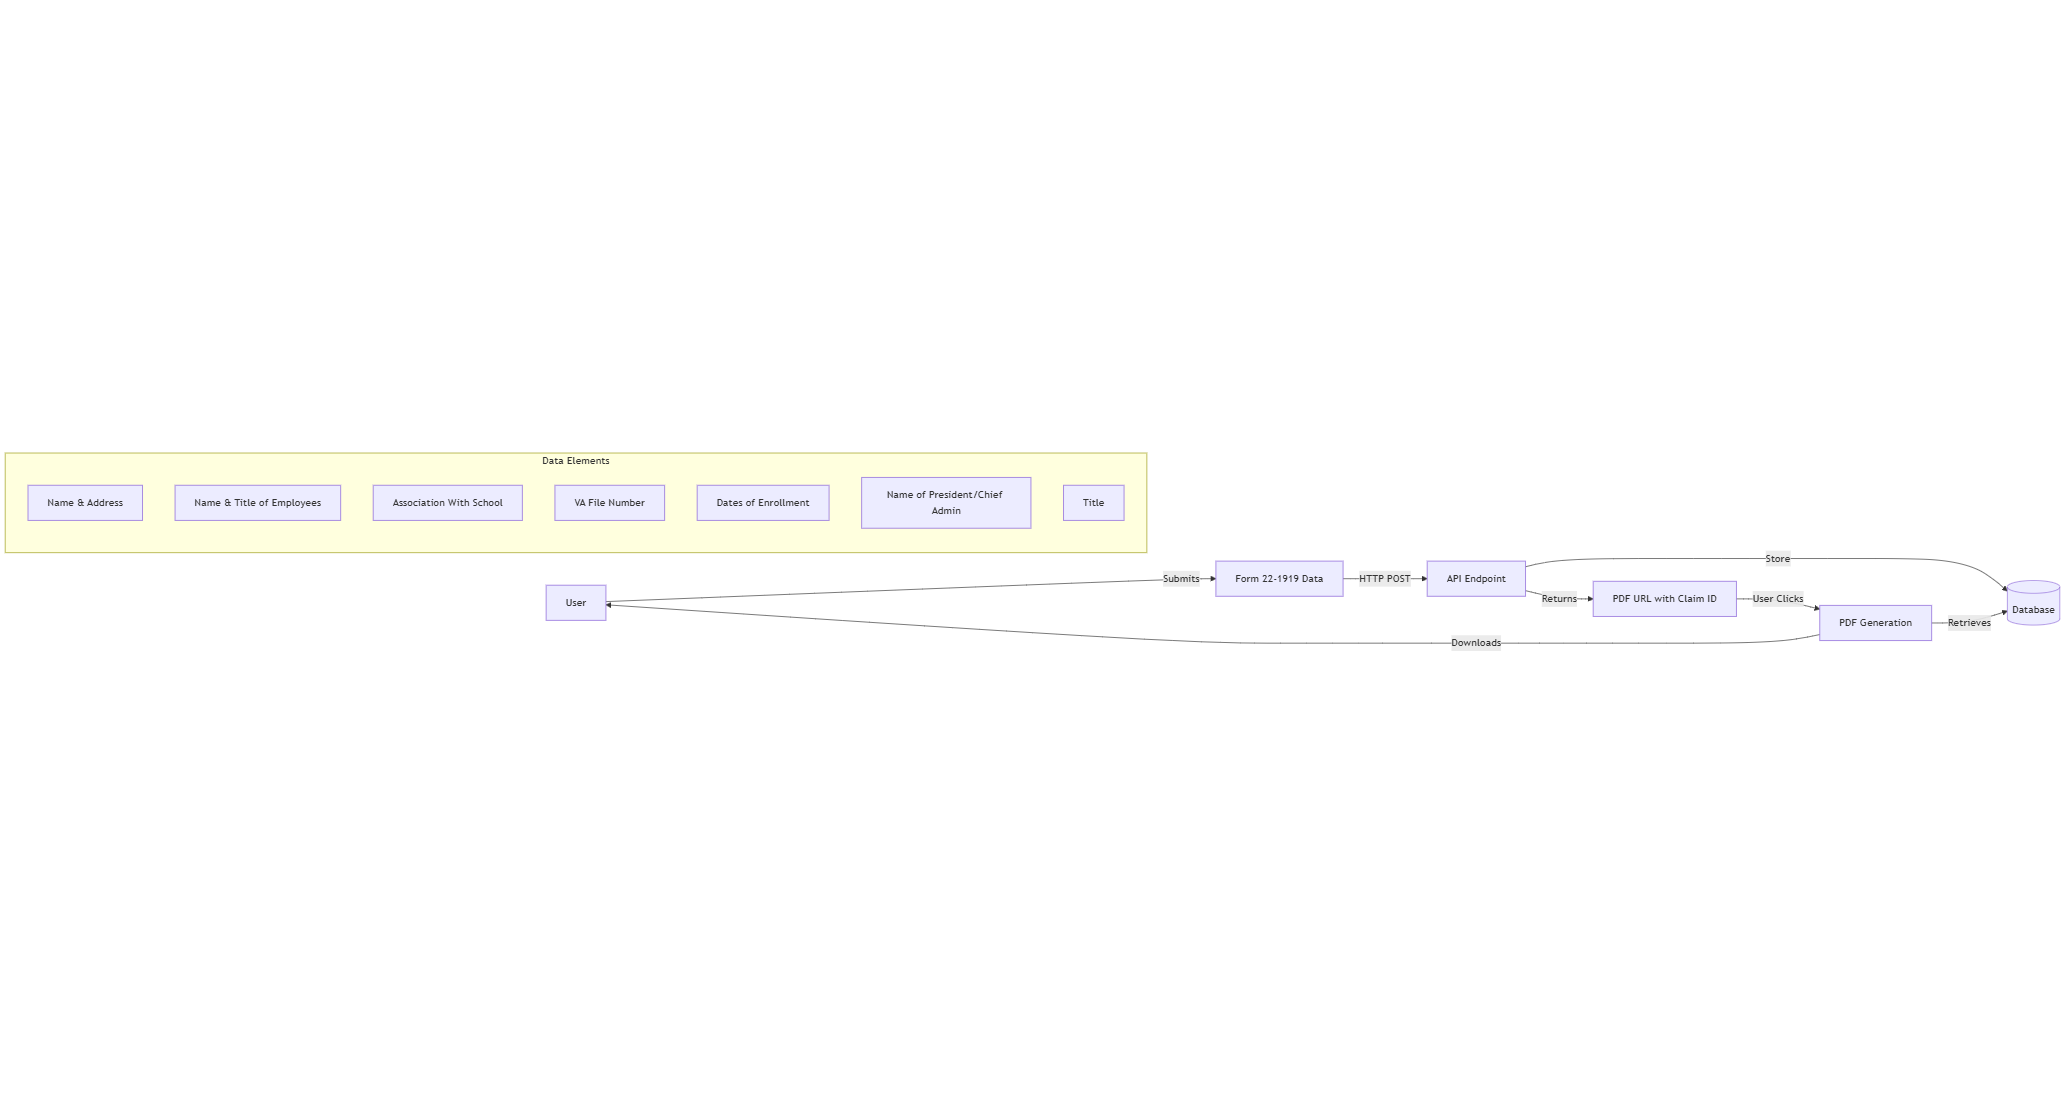 Data Elements
Name & Address
Name & Title of Employees
Association With School
VA File Number
Dates of Enrollment
Name of President/Chief
Admin
Title
User
Submits
Form 22-1919 Data
HTTP POST
API Endpoint
Store
Returns
PDF URL with Claim ID
User Clicks
PDF Generation
Retrieves
Database
Downloads